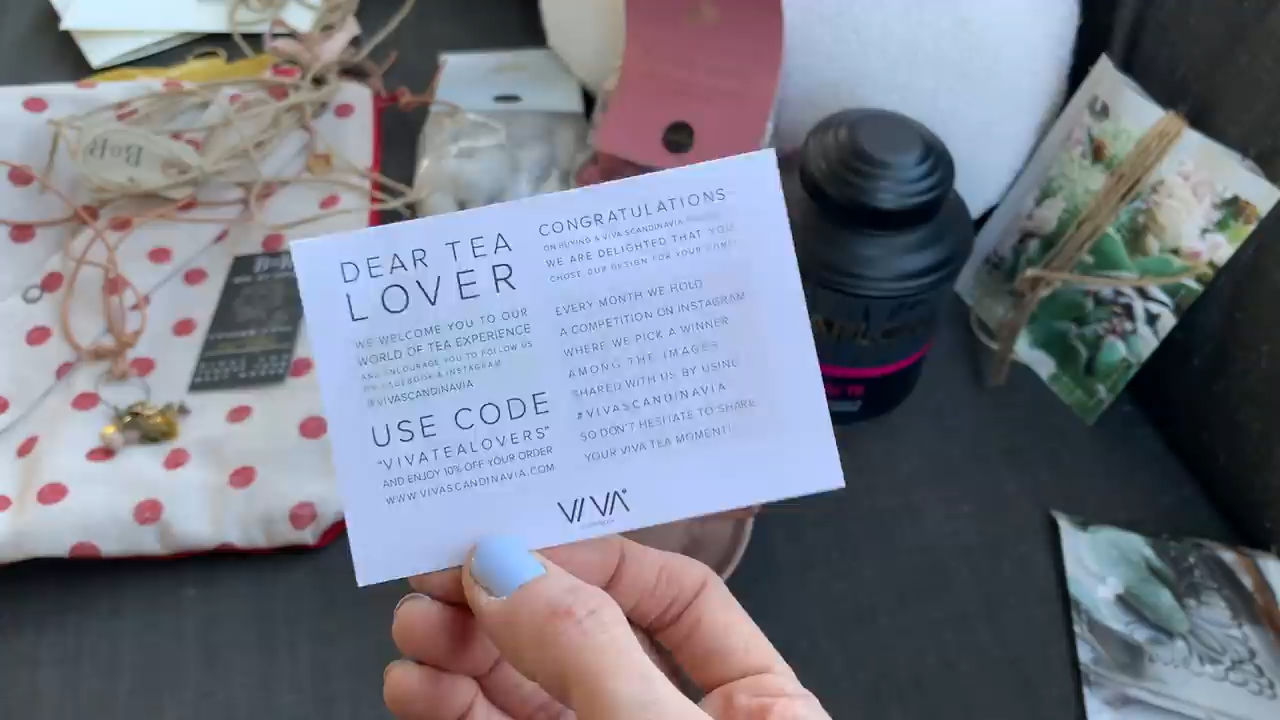 DEAR TEA
LOVER
WE WELCOME YOU TO OUR
WORLD OF TEA EXPERIENCE
AND ENCOURAGE YOU TO FOLLOW US
ON FACEBOOK & INSTAGRAM
#VIVASCANDINAVIA
USE CODE
"VIVATEALOVERS"
AND ENJOY 10% OFF YOUR ORDER
WWW.VIVASCANDINAVIA.COM
CONGRATULATIONS
ON BUYING A VIVA SCANDINAVIA
WE ARE DELIGHTED THAT YOU
CHOSE OUR DESIGN FOR YOUR HOME!
EVERY MONTH WE HOLD
A COMPETITION ON INSTAGRAM
WHERE WE PICK A WINNER
AMONG THE IMAGES
SHARED WITH US BY USING
#VIVASCANDINAVIA
SO DON'T HESITATE TO SHARE
YOUR VIVA TEA MOMENT!
VIVA
B&B